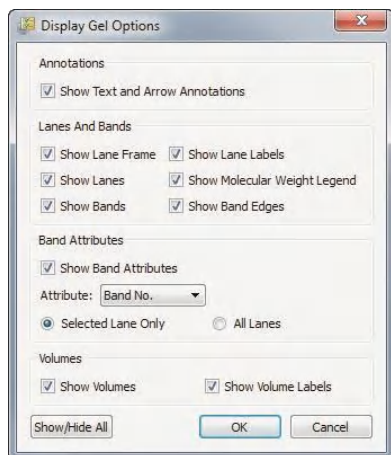 Display Gel Options
Annotations
Show Text and Arrow Annotations
Lanes And Bands
Show Lane Frame Show Lane Labels
Show Lanes Show Molecular Weight Legend
Show Bands Show Band Edges
Band Attributes
Show Band Attributes
Attribute: Band No.
Selected Lane Only All Lanes
Volumes
Show Volumes Show Volume Labels
Show/Hide All OK Cancel